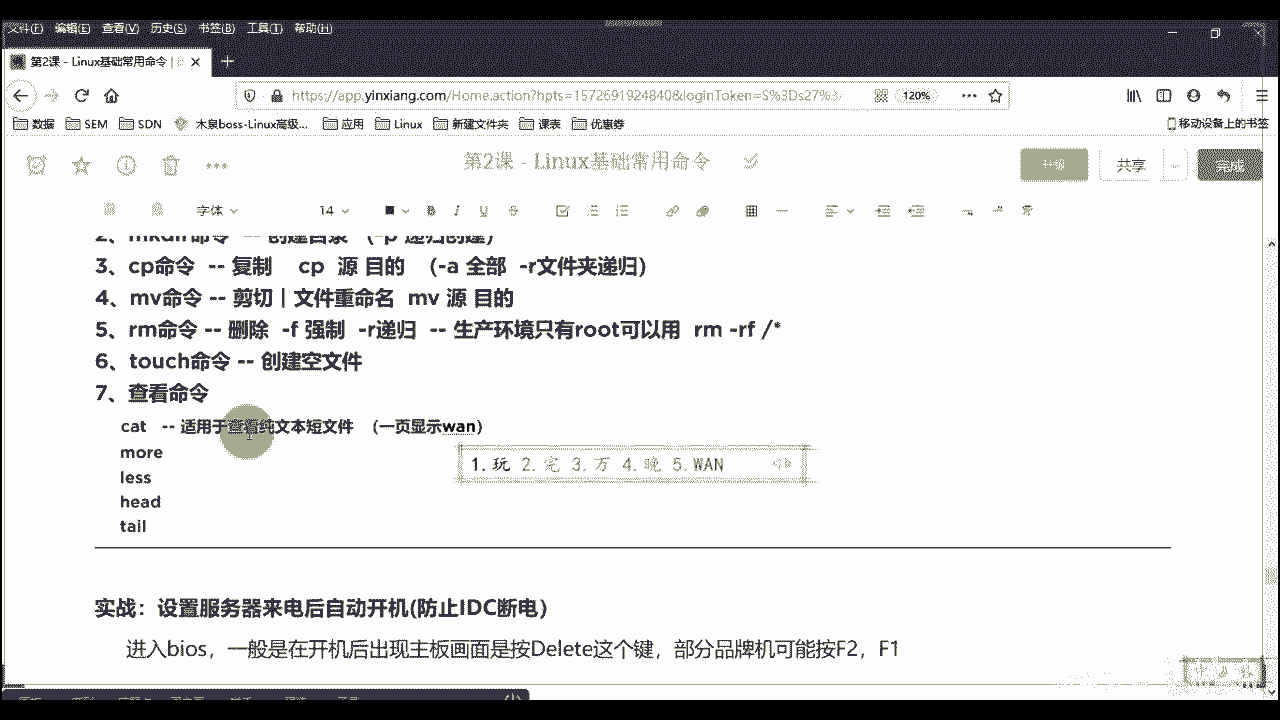 文件(F) 编辑(E) 查看(V) 历史(S) 书签(B) 工具(T) 帮助(H)
第2课 - Linux基础常用命令 |
https://app.yinxiang.com/Home.action?hpts=1572691924840&loginToken=S%3Ds27%3 120%
数据 SEM SDN 木泉boss-Linux高级... 应用 Linux 新建文件夹 课表 优惠券 移动设备上的书签
第2课 - Linux基础常用命令 共享 完成
字体 14 B I U S
2、mkdir命令 -- 创建目录 (-p 递归创建)
3、cp命令 -- 复制 cp 源 目的 (-a 全部 -r文件夹递归)
4、mv命令 -- 剪切 | 文件重命名 mv 源 目的
5、rm命令 -- 删除 -f 强制 -r递归 -- 生产环境只有root可以用 rm -rf /*
6、touch命令 -- 创建空文件
7、查看命令
cat -- 适用于查看纯文本短文件 (一页显示wan)
more
1.玩 2.完 3.万 4.晚 5.WAN
less
head
tail
实战：设置服务器来电后自动开机(防止IDC断电)
进入bios，一般是在开机后出现主板画面是按Delete这个键，部分品牌机可能按F2，F1